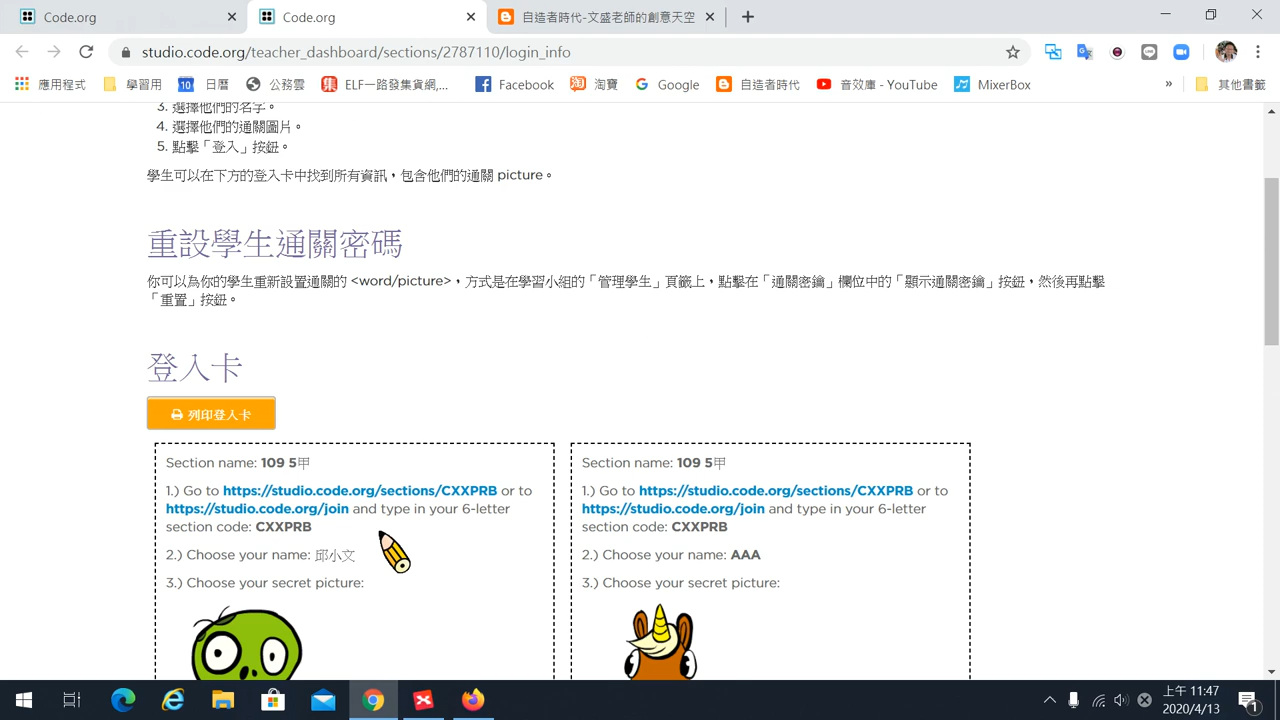 Code.org
Code.org
自造者時代-文盛老師的創意天空
studio.code.org/teacher_dashboard/sections/2787110/login_info
應用程式
學習用
10
日曆
公務雲
集
ELF一路發集貨網,...
Facebook
淘寶
Google
自造者時代
音效庫 - YouTube
MixerBox
»
其他書籤
3. 選擇他們的名字。
4. 選擇他們的通關圖片。
5. 點擊「登入」按鈕。
學生可以在下方的登入卡中找到所有資訊，包含他們的通關 picture。
重設學生通關密碼
你可以為你的學生重新設置通關的 <word/picture>，方式是在學習小組的「管理學生」頁籤上，點擊在「通關密鑰」欄位中的「顯示通關密鑰」按鈕，然後再點擊
「重置」按鈕。
登入卡
列印登入卡
Section name: 109 5甲
1.) Go to https://studio.code.org/sections/CXXPRB or to
https://studio.code.org/join and type in your 6-letter
section code: CXXPRB
2.) Choose your name: 邱小文
3.) Choose your secret picture:
Section name: 109 5甲
1.) Go to https://studio.code.org/sections/CXXPRB or to
https://studio.code.org/join and type in your 6-letter
section code: CXXPRB
2.) Choose your name: AAA
3.) Choose your secret picture:
上午 11:47
2020/4/13
1